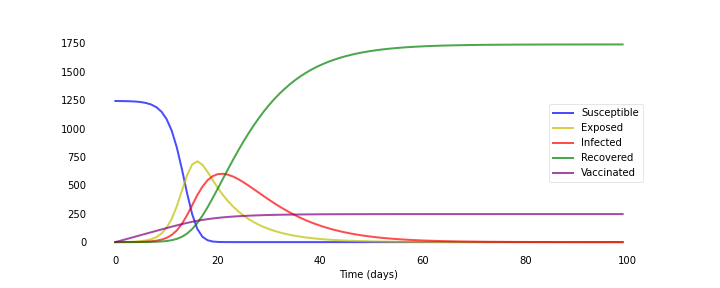 1750
1500
1250
1000
750
500
250
0
0 20 40 60 80 100
Time (days)
Susceptible
Exposed
Infected
Recovered
Vaccinated